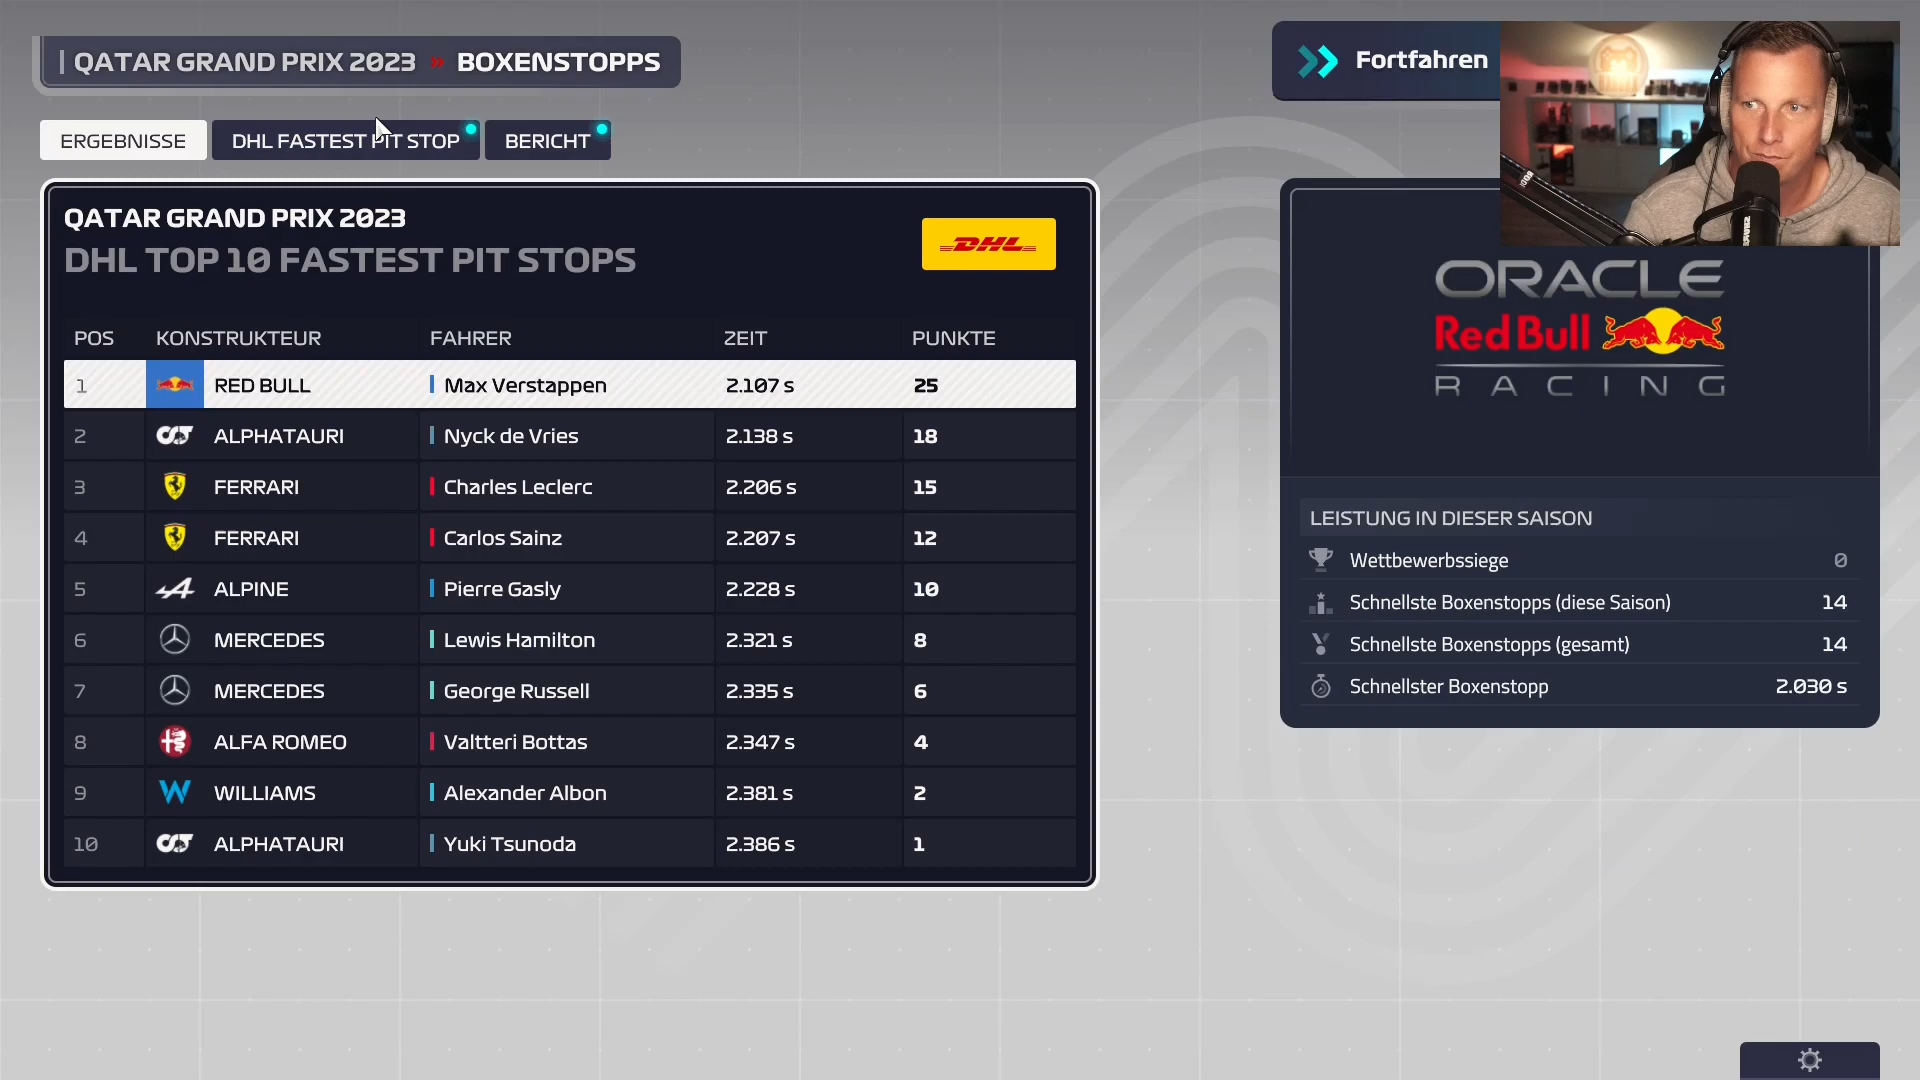 QATAR GRAND PRIX 2023 » BOXENSTOPPS
Fortfahren
ERGEBNISSE
DHL FASTEST PIT STOP
BERICHT
QATAR GRAND PRIX 2023
DHL TOP 10 FASTEST PIT STOPS
DHL
POS KONSTRUKTEUR FAHRER ZEIT PUNKTE
1 RED BULL Max Verstappen 2.107 s 25
2 ALPHATAURI Nyck de Vries 2.138 s 18
3 FERRARI Charles Leclerc 2.206 s 15
4 FERRARI Carlos Sainz 2.207 s 12
5 ALPINE Pierre Gasly 2.228 s 10
6 MERCEDES Lewis Hamilton 2.321 s 8
7 MERCEDES George Russell 2.335 s 6
8 ALFA ROMEO Valtteri Bottas 2.347 s 4
9 WILLIAMS Alexander Albon 2.381 s 2
10 ALPHATAURI Yuki Tsunoda 2.386 s 1
ORACLE
Red Bull
RACING
LEISTUNG IN DIESER SAISON
Wettbewerbssiege 0
Schnellste Boxenstopps (diese Saison) 14
Schnellste Boxenstopps (gesamt) 14
Schnellster Boxenstopp 2.030 s